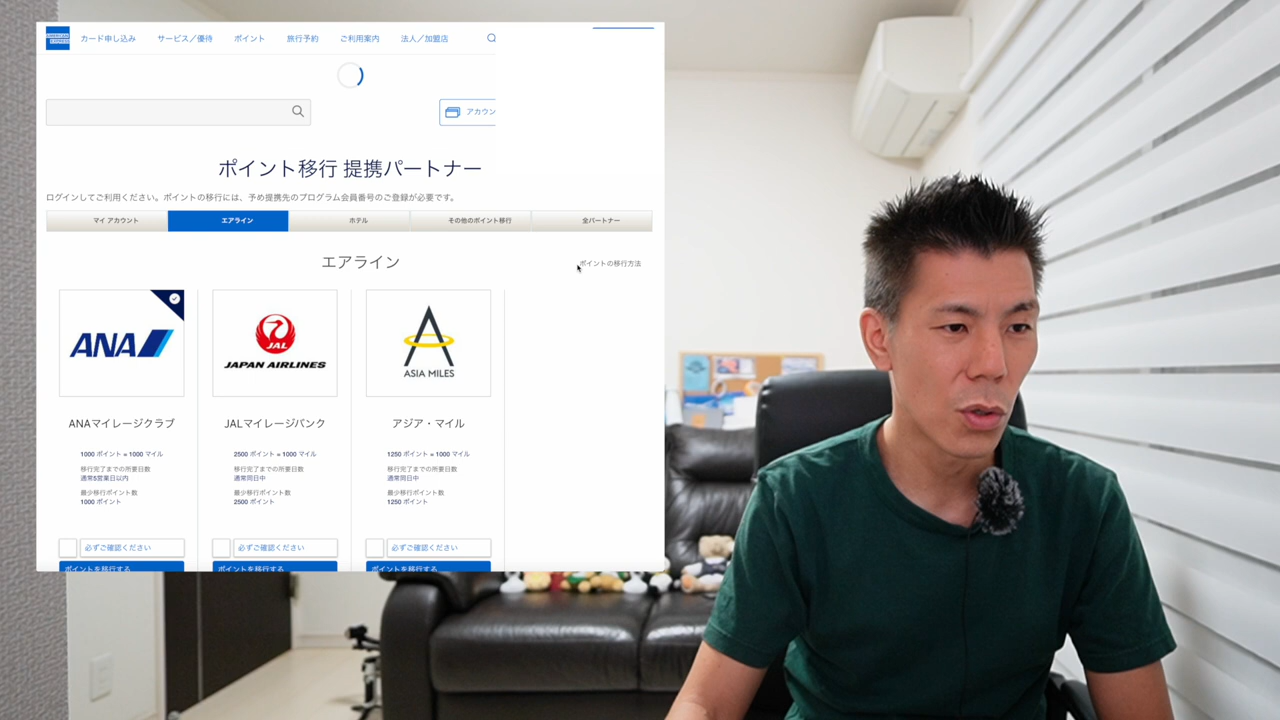 AMERICAN EXPRESS
カード申し込み サービス／優待 ポイント 旅行予約 ご利用案内 法人／加盟店
アカウン
ポイント移行 提携パートナー
ログインしてご利用ください。ポイントの移行には、予め提携先のプログラム会員番号のご登録が必要です。
マイ アカウント エアライン ホテル その他のポイント移行 全パートナー
エアライン
ポイントの移行方法
ANA
JAL
JAPAN AIRLINES
ASIA MILES
ANAマイレージクラブ
1000 ポイント = 1000 マイル
移行完了までの所要日数
通常5営業日以内
最少移行ポイント数
1000 ポイント
必ずご確認ください
ポイントを移行する
JALマイレージバンク
2500 ポイント = 1000 マイル
移行完了までの所要日数
通常同日中
最少移行ポイント数
2500 ポイント
必ずご確認ください
ポイントを移行する
アジア・マイル
1250 ポイント = 1000 マイル
移行完了までの所要日数
通常同日中
最少移行ポイント数
1250 ポイント
必ずご確認ください
ポイントを移行する